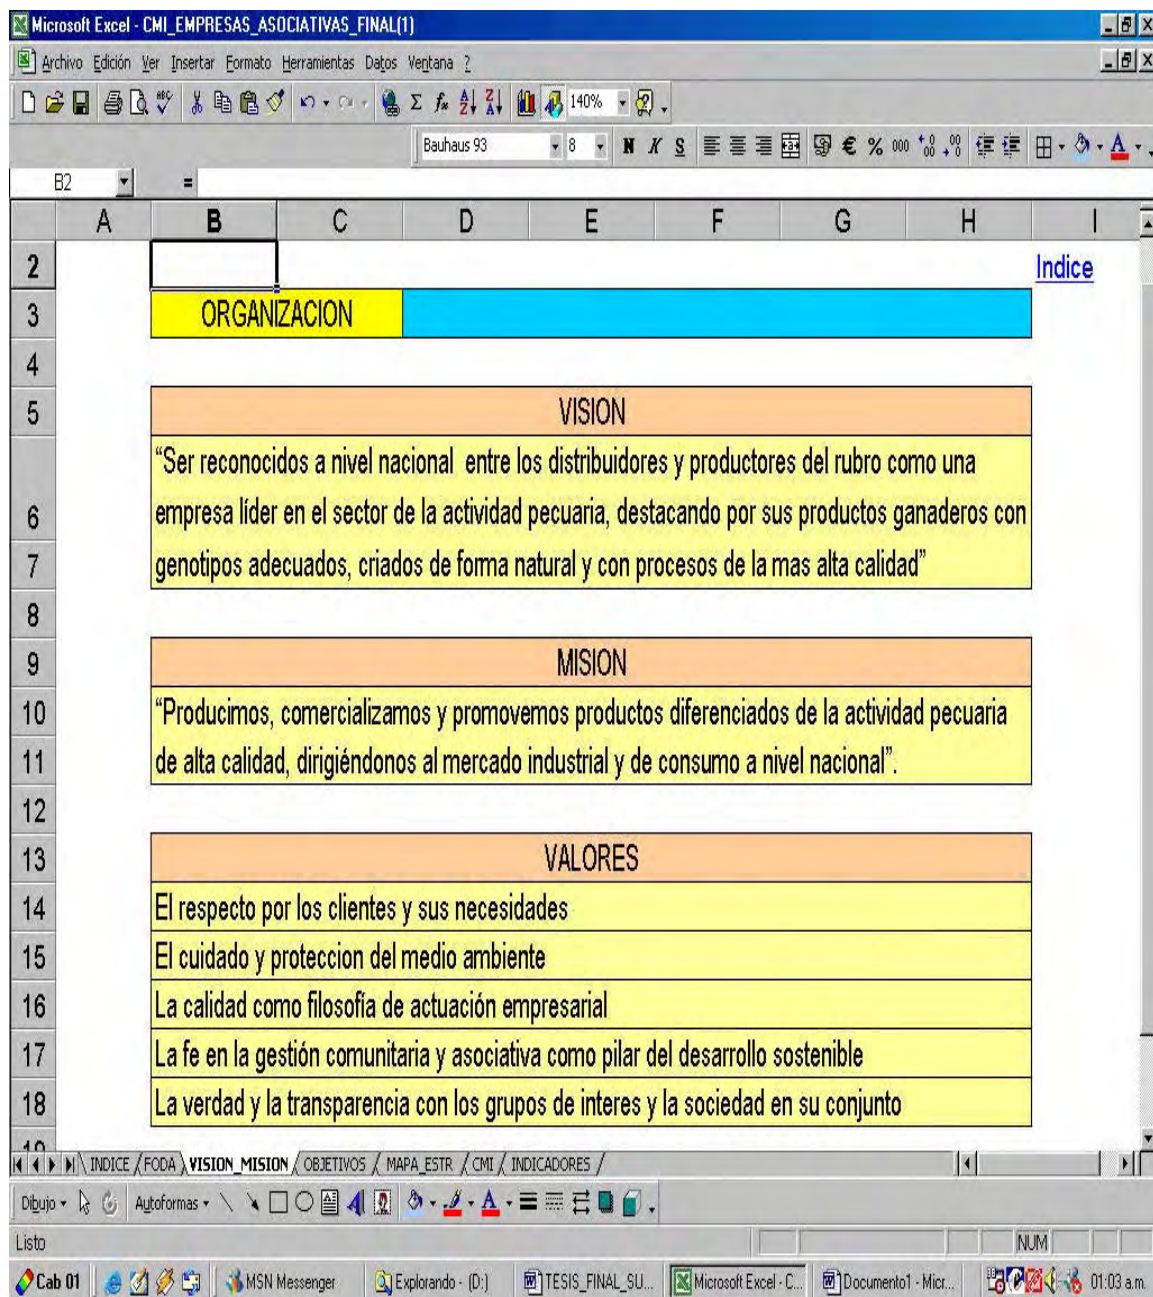 Microsoft Excel - CMI_EMPRESAS_ASOCIATIVAS_FINAL(1)
Archivo Edición Ver Insertar Formato Herramientas Datos Ventana ?
140%
Bauhaus 93 8 N K S € % 000
B2 =
A B C D E F G H I
2 Indice
3 ORGANIZACION
4
5 VISION
“Ser reconocidos a nivel nacional entre los distribuidores y productores del rubro como una
6 empresa líder en el sector de la actividad pecuaria, destacando por sus productos ganaderos con
7 genotipos adecuados, criados de forma natural y con procesos de la mas alta calidad”
8
9 MISION
10 “Producimos, comercializamos y promovemos productos diferenciados de la actividad pecuaria
11 de alta calidad, dirigiéndonos al mercado industrial y de consumo a nivel nacional”.
12
13 VALORES
14 El respecto por los clientes y sus necesidades
15 El cuidado y proteccion del medio ambiente
16 La calidad como filosofía de actuación empresarial
17 La fe en la gestión comunitaria y asociativa como pilar del desarrollo sostenible
18 La verdad y la transparencia con los grupos de interes y la sociedad en su conjunto
INDICE / FODA \ VISION_MISION / OBJETIVOS / MAPA_ESTR / CMI / INDICADORES /
Dibujo Autoformas
Listo NUM
Cab 01 MSN Messenger Explorando - (D:) TESIS_FINAL_SU... Microsoft Excel - C... Documento1 - Micr... 01:03 a.m.